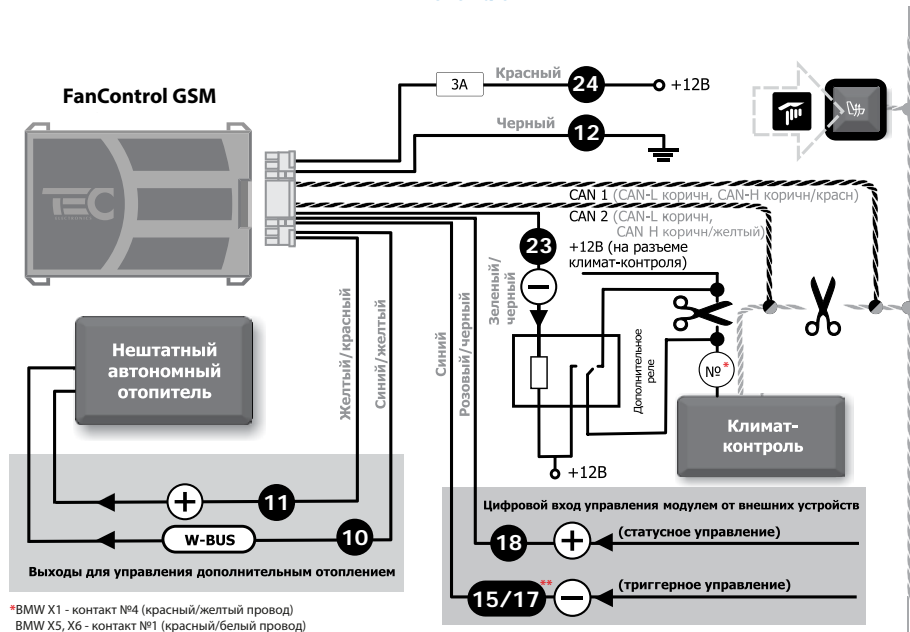 FanControl GSM
3А
Красный
24
+12В
Черный
12
TEC
ELECTRONICS
CAN 1 (CAN-L коричн, CAN-H коричн/красн)
CAN 2 (CAN-L коричн,
CAN H коричн/желтый)
23
+12В (на разъеме
климат-контроля)
Зеленый/
черный
Желтый/красный
Синий/желтый
Синий
Розовый/черный
Дополнительное
реле
№*
+12В
Климат-
контроль
Нештатный
автономный
отопитель
11
W-BUS
10
Выходы для управления дополнительным отоплением
Цифровой вход управления модулем от внешних устройств
18
(статусное управление)
15/17**
(триггерное управление)
*BMW X1 - контакт №4 (красный/желтый провод)
BMW X5, X6 - контакт №1 (красный/белый провод)